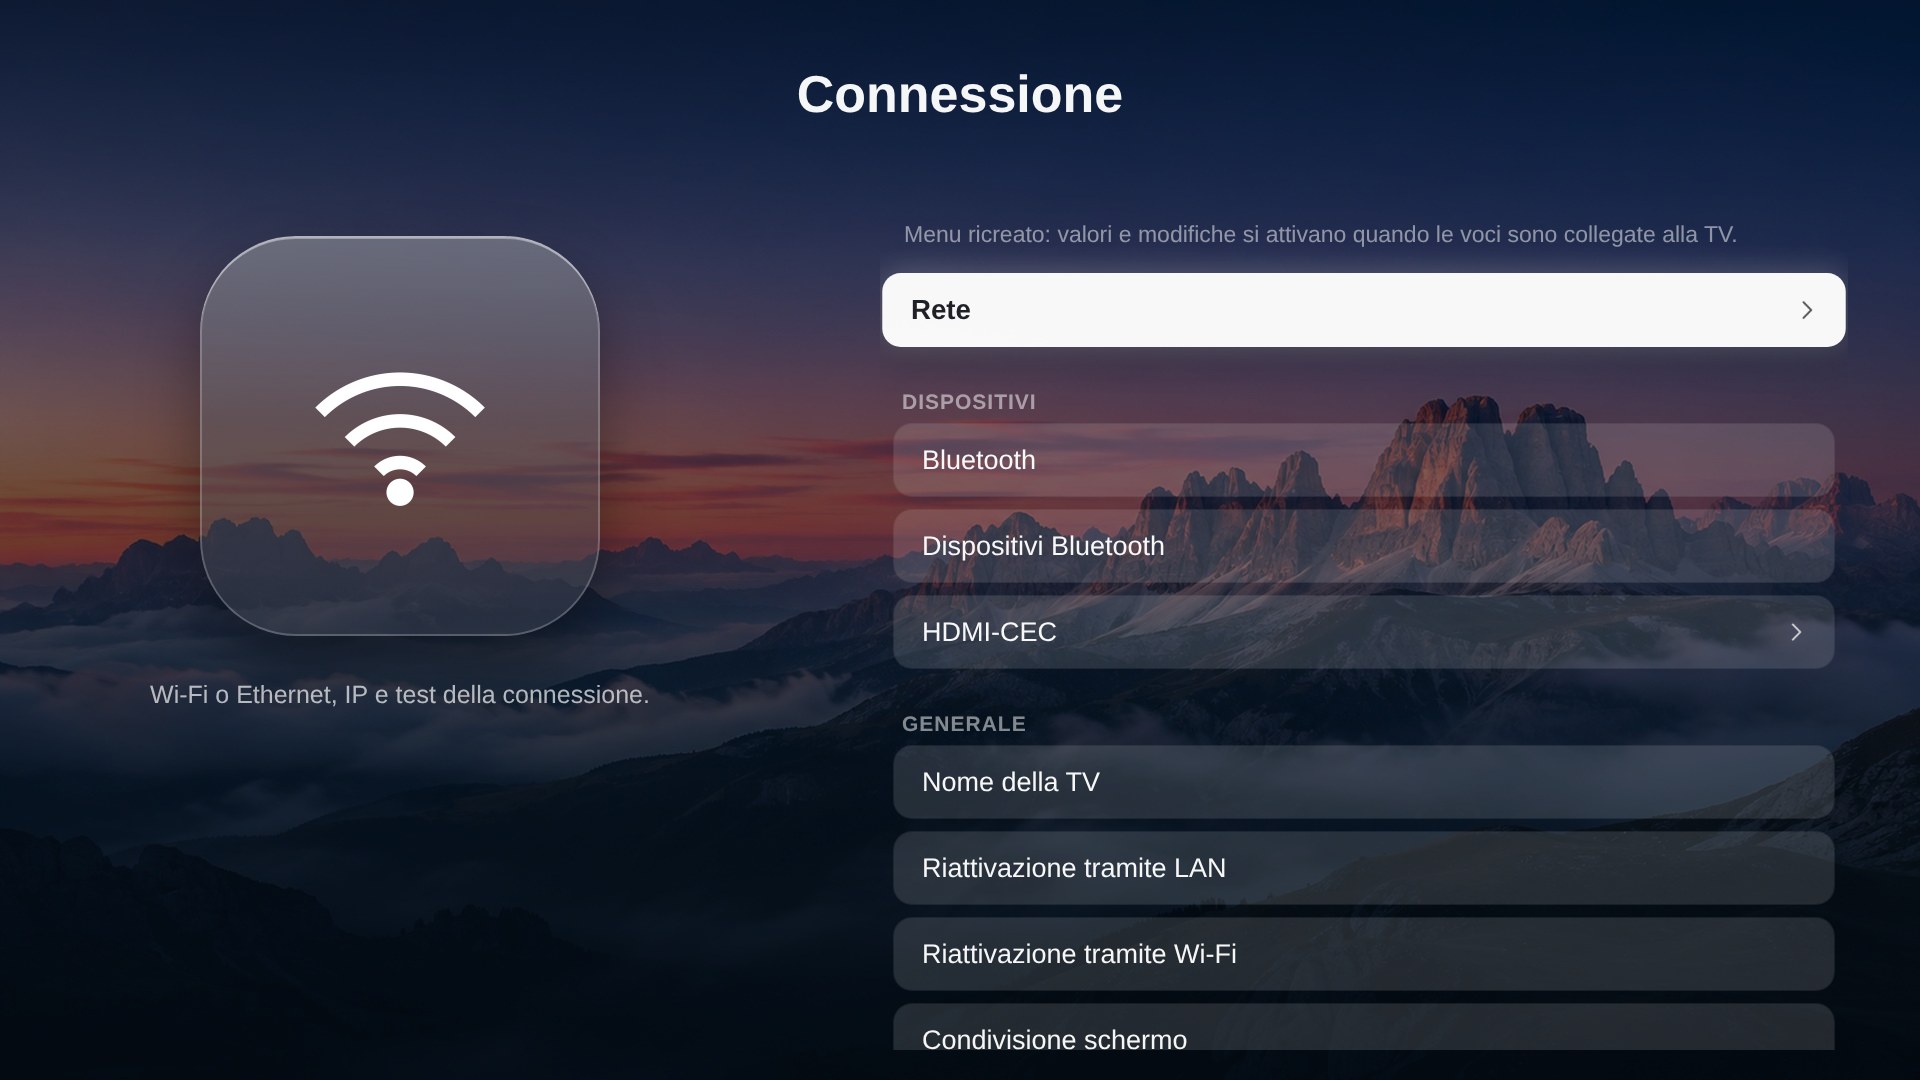 Connessione
Menu ricreato: valori e modifiche si attivano quando le voci sono collegate alla TV.
Rete
DISPOSITIVI
Bluetooth
Dispositivi Bluetooth
HDMI-CEC
Wi-Fi o Ethernet, IP e test della connessione.
GENERALE
Nome della TV
Riattivazione tramite LAN
Riattivazione tramite Wi-Fi
Condivisione schermo